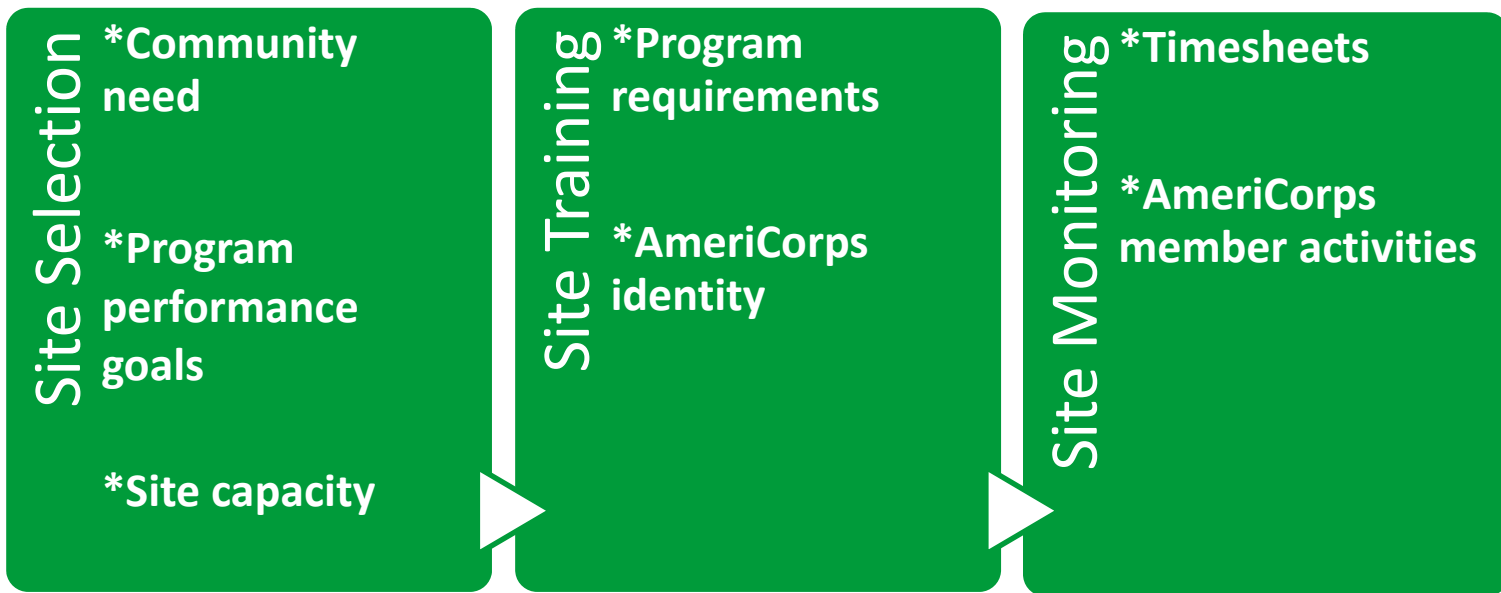 Site Selection
*Community
need
*Program
performance
goals
*Site capacity
Site Training
*Program
requirements
*AmeriCorps
identity
Site Monitoring
*Timesheets
*AmeriCorps
member activities